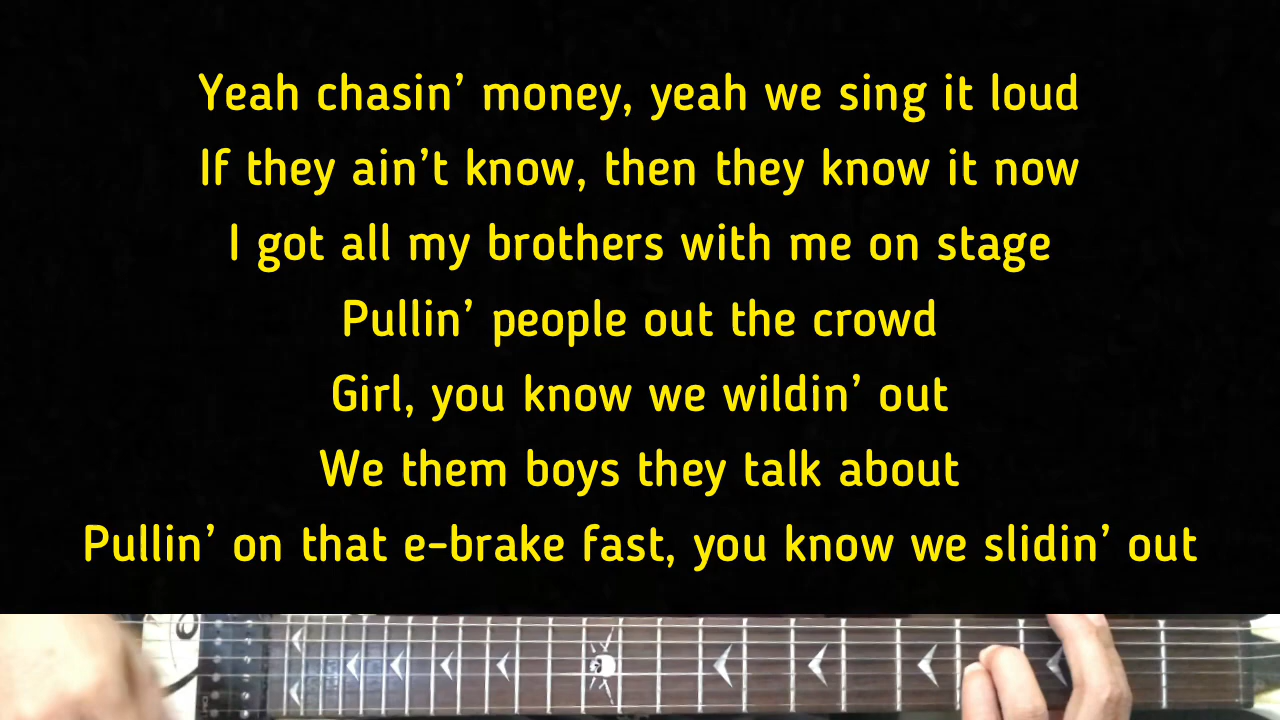 Yeah chasin’ money, yeah we sing it loud
If they ain’t know, then they know it now
I got all my brothers with me on stage
Pullin’ people out the crowd
Girl, you know we wildin’ out
We them boys they talk about
Pullin’ on that e-brake fast, you know we slidin’ out